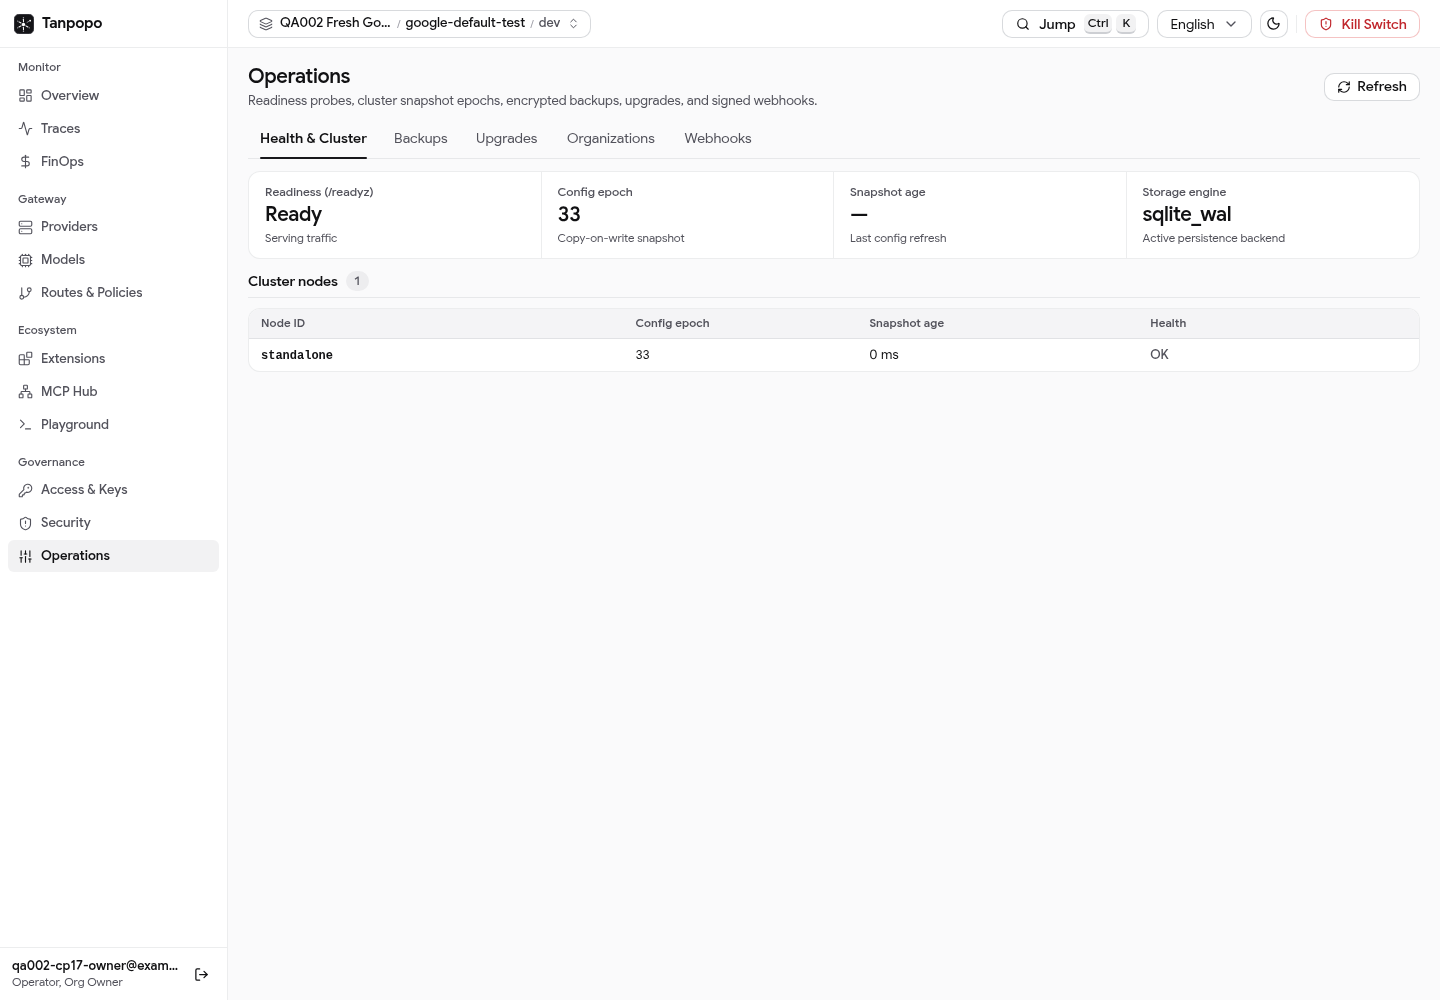 Tanpopo
QA002 Fresh Go... / google-default-test / dev
Jump Ctrl K
English
Kill Switch
Monitor
Overview
Traces
FinOps
Gateway
Providers
Models
Routes & Policies
Ecosystem
Extensions
MCP Hub
Playground
Governance
Access & Keys
Security
Operations
qa002-cp17-owner@exam...
Operator, Org Owner
Operations
Readiness probes, cluster snapshot epochs, encrypted backups, upgrades, and signed webhooks.
Refresh
Health & Cluster Backups Upgrades Organizations Webhooks
Readiness (/readyz)
Ready
Serving traffic
Config epoch
33
Copy-on-write snapshot
Snapshot age
—
Last config refresh
Storage engine
sqlite_wal
Active persistence backend
Cluster nodes 1
Node ID Config epoch Snapshot age Health
standalone 33 0 ms OK